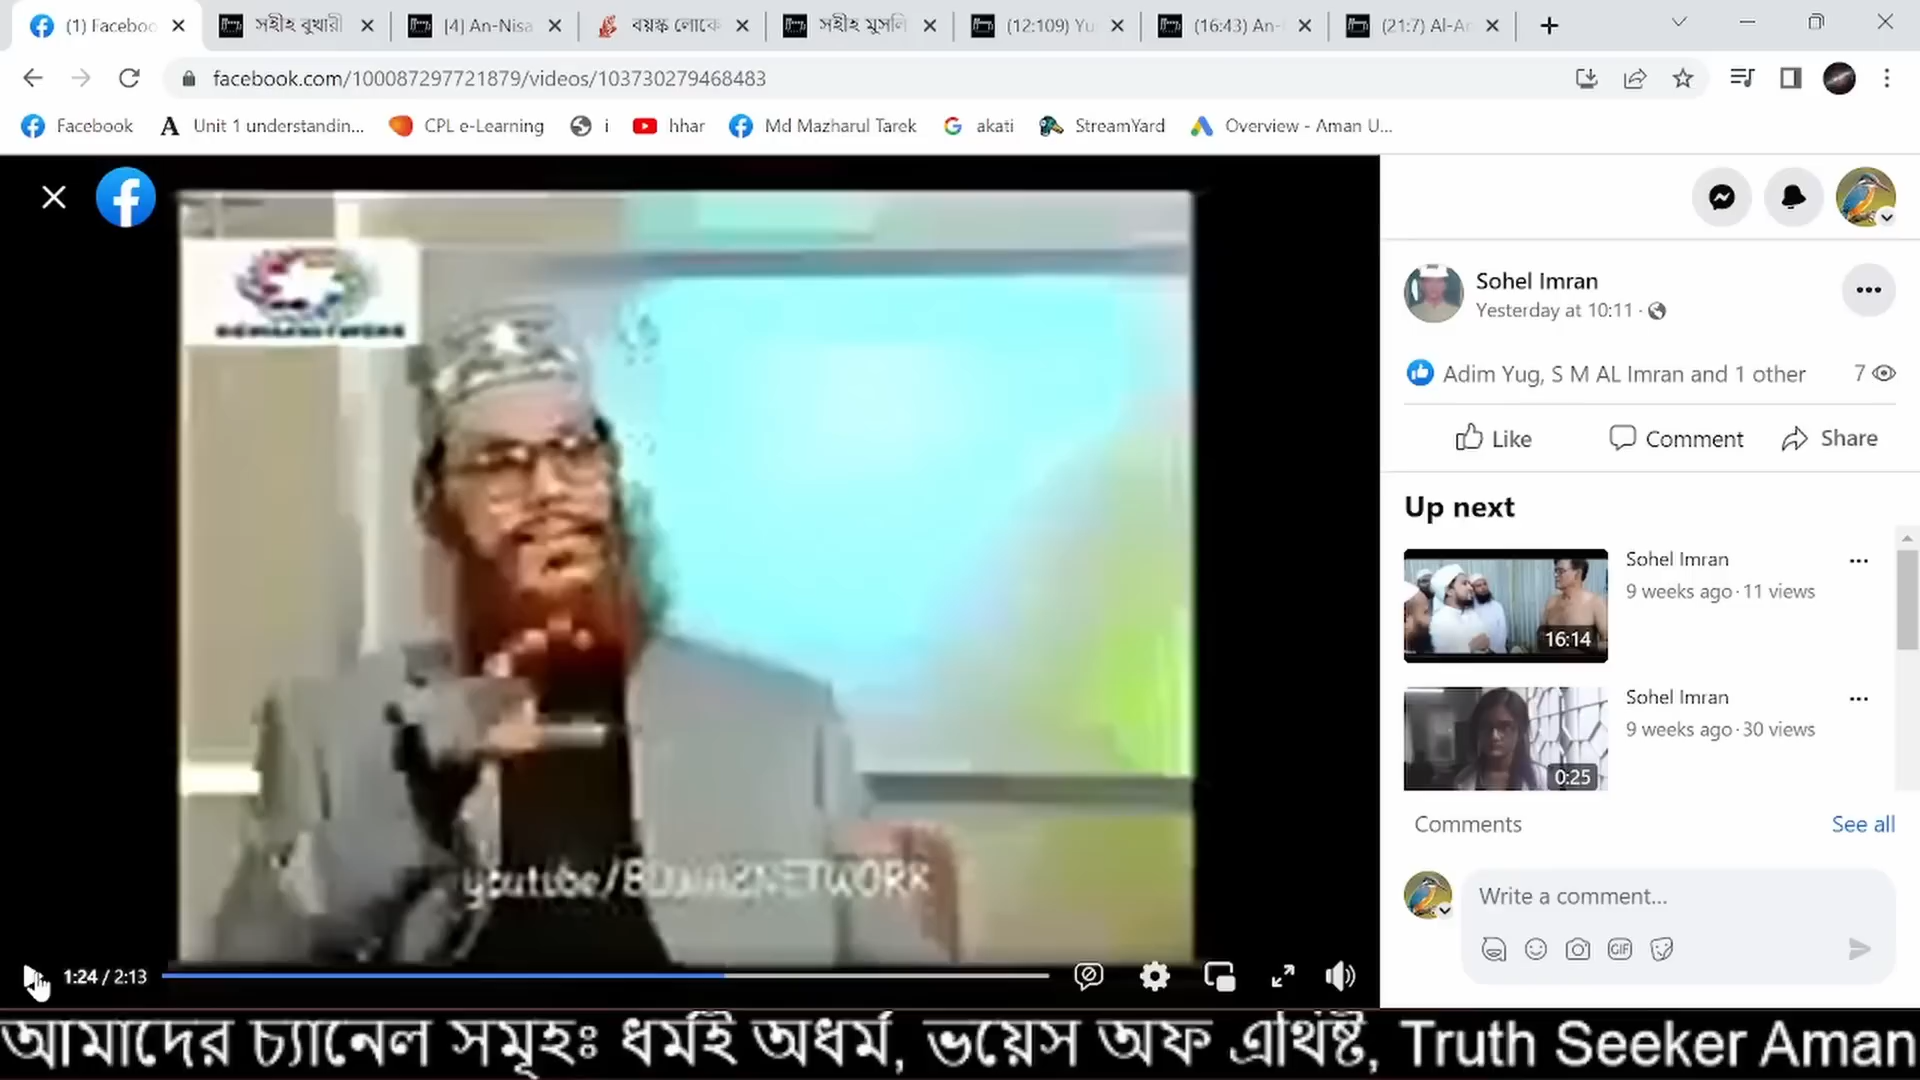 (1) Faceboo
সহীহ বুখারী
(4) An-Nisa
বয়স্ক লোকে
সহীহ মুসলি
(12:109) Yu
(16:43) An-
(21:7) Al-An
facebook.com/100087297721879/videos/103730279468483
Facebook
Unit 1 understandin...
CPL e-Learning
i
hhar
Md Mazharul Tarek
akati
StreamYard
Overview - Aman U...
Sohel Imran
Yesterday at 10:11
Adim Yug, S M AL Imran and 1 other
7
Like
Comment
Share
Up next
Sohel Imran
9 weeks ago · 11 views
16:14
Sohel Imran
9 weeks ago · 30 views
0:25
Comments
See all
Write a comment...
GIF
1:24 / 2:13
আমাদের চ্যানেল সমূহঃ ধর্মই অধর্ম, ভয়েস অফ এথিষ্ট, Truth Seeker Aman